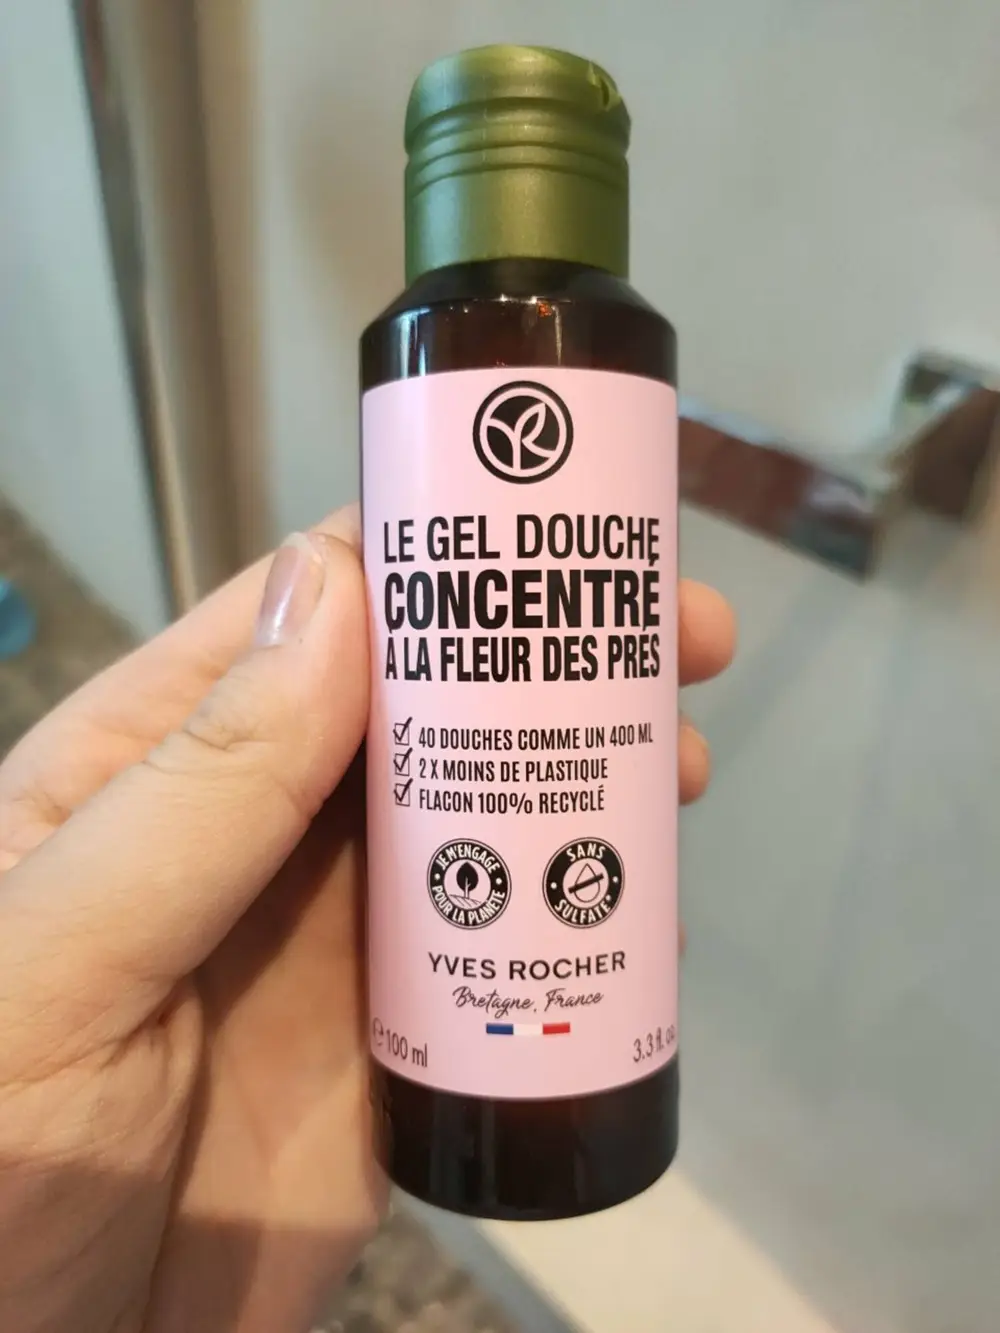 LE GEL DOUCHE
CONCENTRÉ
À LA FLEUR DES PRÉS
40 DOUCHES COMME UN 400 ML
2 X MOINS DE PLASTIQUE
FLACON 100% RECYCLÉ
JE M'ENGAGE POUR LA PLANÈTE
SANS SULFATE*
YVES ROCHER
Bretagne, France
℮ 100 ml
3.3 fl. oz